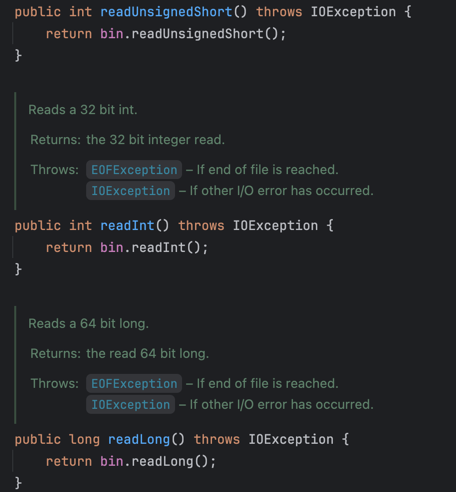 public int readUnsignedShort() throws IOException {
return bin.readUnsignedShort();
}
Reads a 32 bit int.
Returns: the 32 bit integer read.
Throws: EOFException – If end of file is reached.
IOException – If other I/O error has occurred.
public int readInt() throws IOException {
return bin.readInt();
}
Reads a 64 bit long.
Returns: the read 64 bit long.
Throws: EOFException – If end of file is reached.
IOException – If other I/O error has occurred.
public long readLong() throws IOException {
return bin.readLong();
}